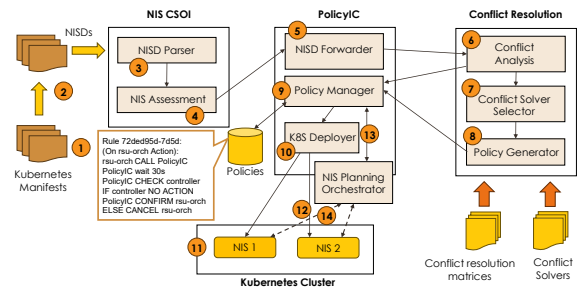 NIS CSOI
PolicyIC
Conflict Resolution
NISDs
NISD Parser
3
NIS Assessment
4
5
NISD Forwarder
6
Conflict
Analysis
7
Conflict Solver
Selector
8
Policy Generator
9
Policy Manager
K8S Deployer
10
13
NIS Planning
Orchestrator
2
1
Kubernetes
Manifests
Rule 72ded95d-7d5d:
(On rsu-orch Action):
rsu-orch CALL PolicyIC
PolicyIC wait 30s
PolicyIC CHECK controller
IF controller NO ACTION
PolicyIC CONFIRM rsu-orch
ELSE CANCEL rsu-orch
Policies
12
14
11
NIS 1
NIS 2
Kubernetes Cluster
Conflict resolution
matrices
Conflict
Solvers